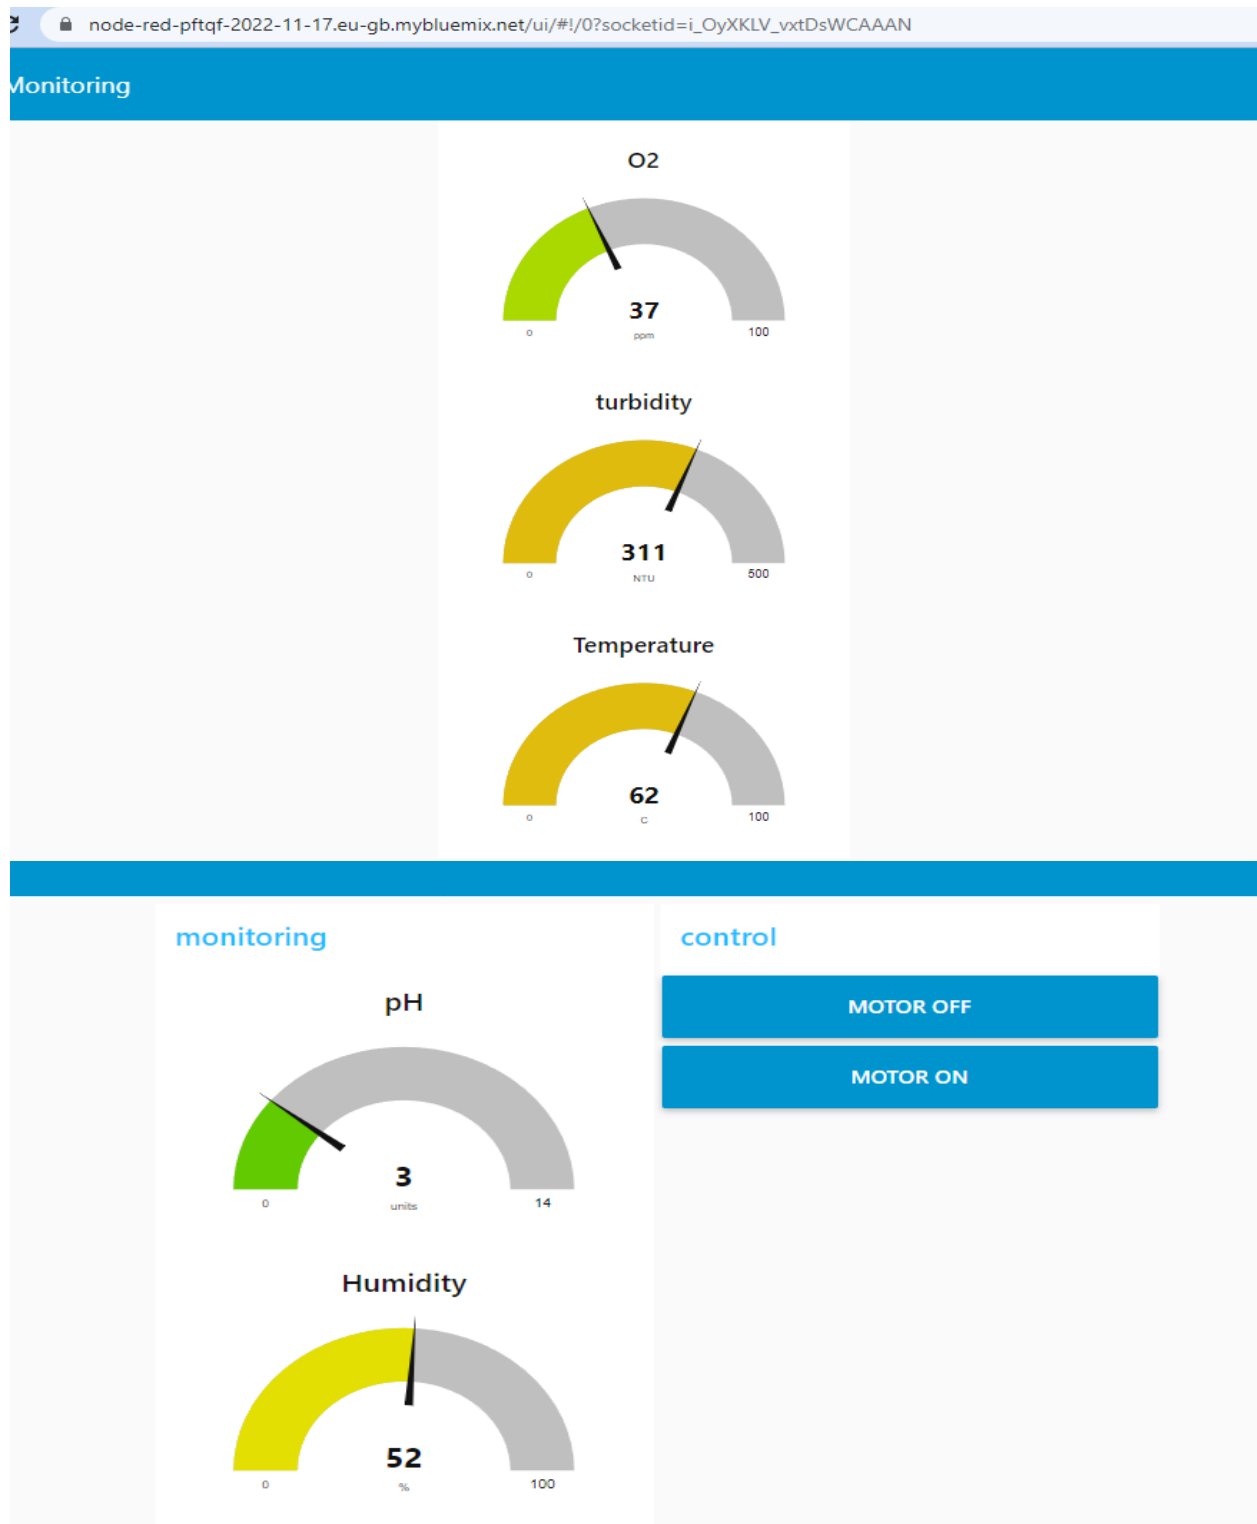 node-red-pftqf-2022-11-17.eu-gb.mybluemix.net/ui/#!/0?socketid=i_OyXKLV_vxtDsWCAAAN
Monitoring
O2
37
0 ppm 100
turbidity
311
0 NTU 500
Temperature
62
0 C 100
monitoring control
pH MOTOR OFF
MOTOR ON
3
0 units 14
Humidity
52
0 % 100